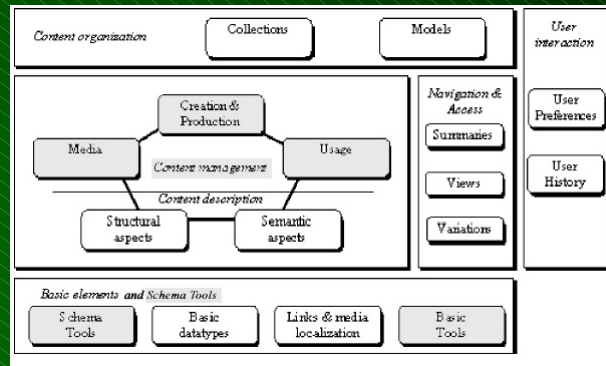 Content organization
Collections
Models
User
interaction
Creation &
Production
Media
Usage
Content management
Content description
Structural
aspects
Semantic
aspects
Navigation &
Access
Summaries
Views
Variations
User
Preferences
User
History
Basic elements and Schema Tools
Schema
Tools
Basic
datatypes
Links & media
localization
Basic
Tools